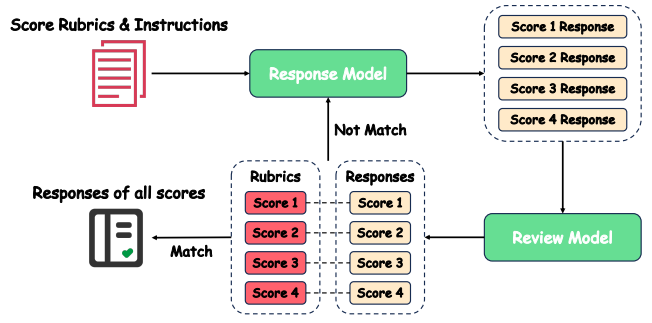 Score Rubrics & Instructions
Response Model
Score 1 Response
Score 2 Response
Score 3 Response
Score 4 Response
Not Match
Rubrics
Responses
Score 1
Score 1
Score 2
Score 2
Score 3
Score 3
Score 4
Score 4
Review Model
Responses of all scores
Match